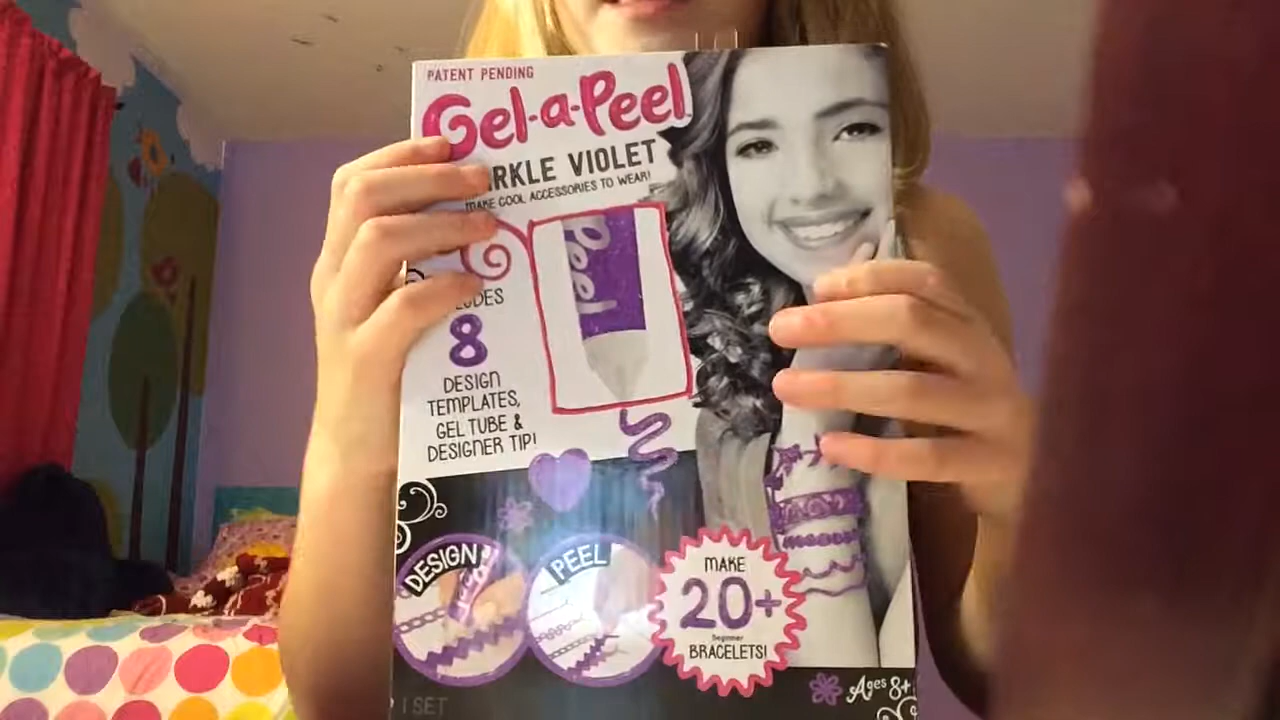 PATENT PENDING
Gel-a-Peel
RKLE VIOLET
MAKE COOL ACCESSORIES TO WEAR!
Peel
UDES
8
DESIGN
TEMPLATES,
GEL TUBE &
DESIGNER TIP!
DESIGN
PEEL
MAKE
20+
Beginner
BRACELETS!
Ages 8+
1 SET